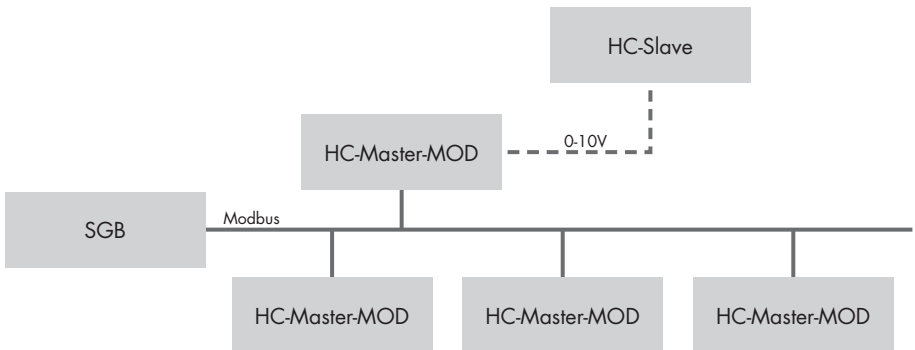 HC-Slave
0-10V
HC-Master-MOD
Modbus
SGB
HC-Master-MOD
HC-Master-MOD
HC-Master-MOD